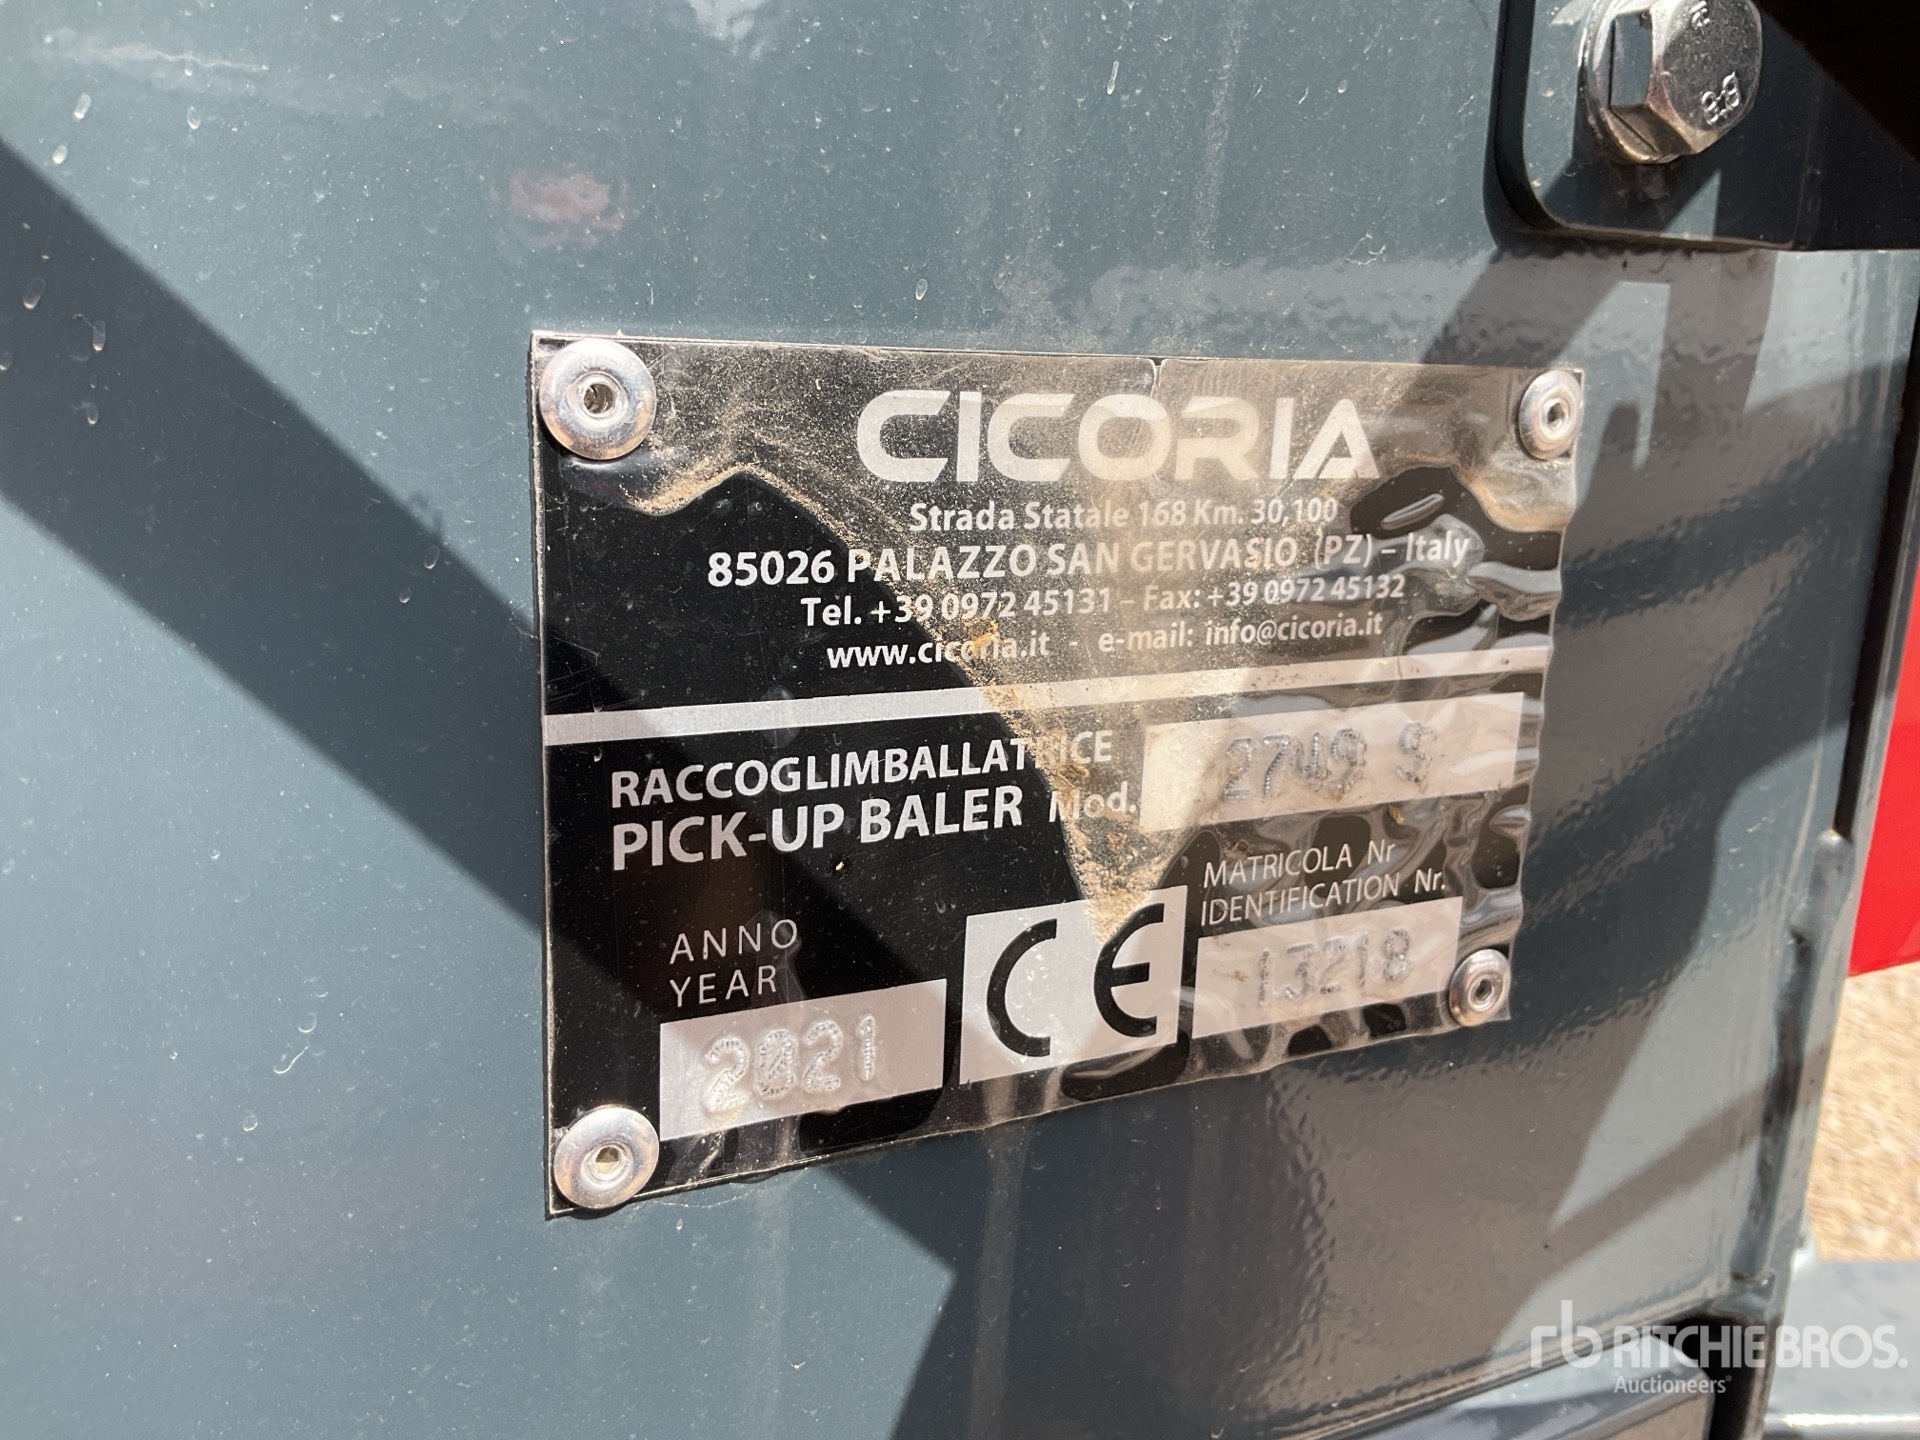 8.8
CICORIA
Strada Statale 168 Km. 30,100
85026 PALAZZO SAN GERVASIO (PZ) – Italy
Tel. +39 0972 45131 – Fax: +39 0972 45132
www.cicoria.it - e-mail: info@cicoria.it
RACCOGLIMBALLATRICE
PICK-UP BALER Mod. 2749 S
MATRICOLA Nr
IDENTIFICATION Nr.
13218
ANNO
YEAR
2021
CE
rb RITCHIE BROS.
Auctioneers